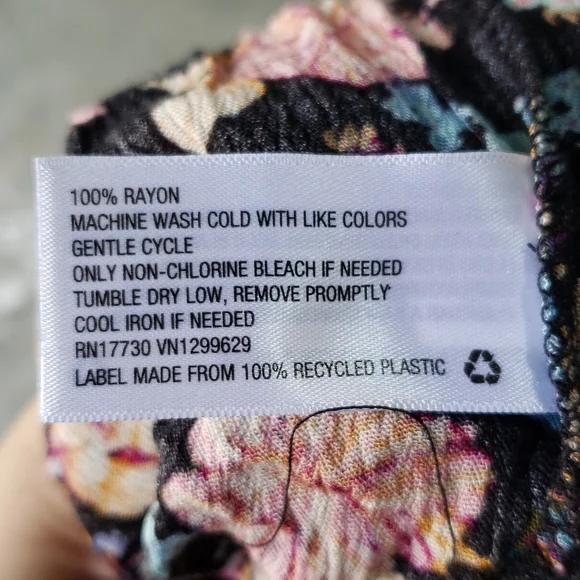 100% RAYON
MACHINE WASH COLD WITH LIKE COLORS
GENTLE CYCLE
ONLY NON-CHLORINE BLEACH IF NEEDED
TUMBLE DRY LOW, REMOVE PROMPTLY
COOL IRON IF NEEDED
RN17730 VN1299629
LABEL MADE FROM 100% RECYCLED PLASTIC